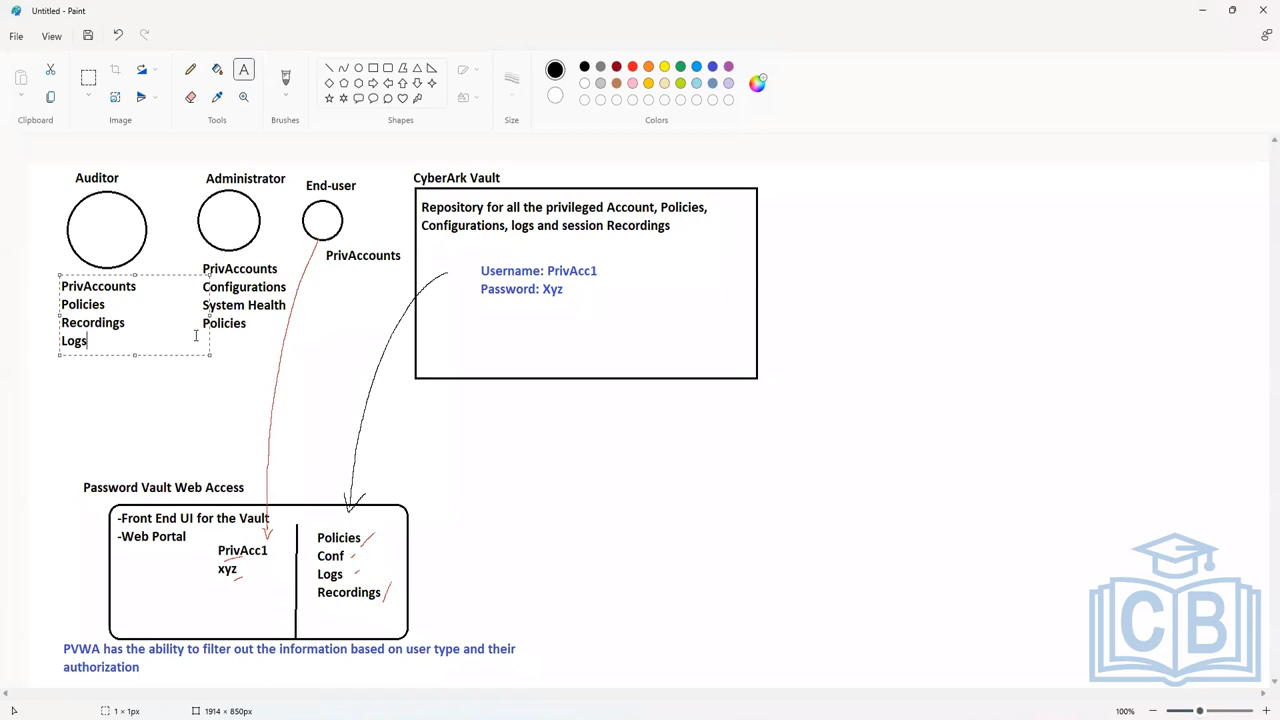 Untitled - Paint
File
View
Clipboard
Image
Tools
Brushes
Shapes
Size
Colors
Auditor
Administrator
End-user
CyberArk Vault
Repository for all the privileged Account, Policies,
Configurations, logs and session Recordings
PrivAccounts
Username: PrivAcc1
Password: Xyz
PrivAccounts
Configurations
System Health
Policies
PrivAccounts
Policies
Recordings
Logs
Password Vault Web Access
-Front End UI for the Vault
-Web Portal
PrivAcc1
xyz
Policies
Conf
Logs
Recordings
PVWA has the ability to filter out the information based on user type and their
authorization
CB
1 × 1px
1914 × 850px
100%